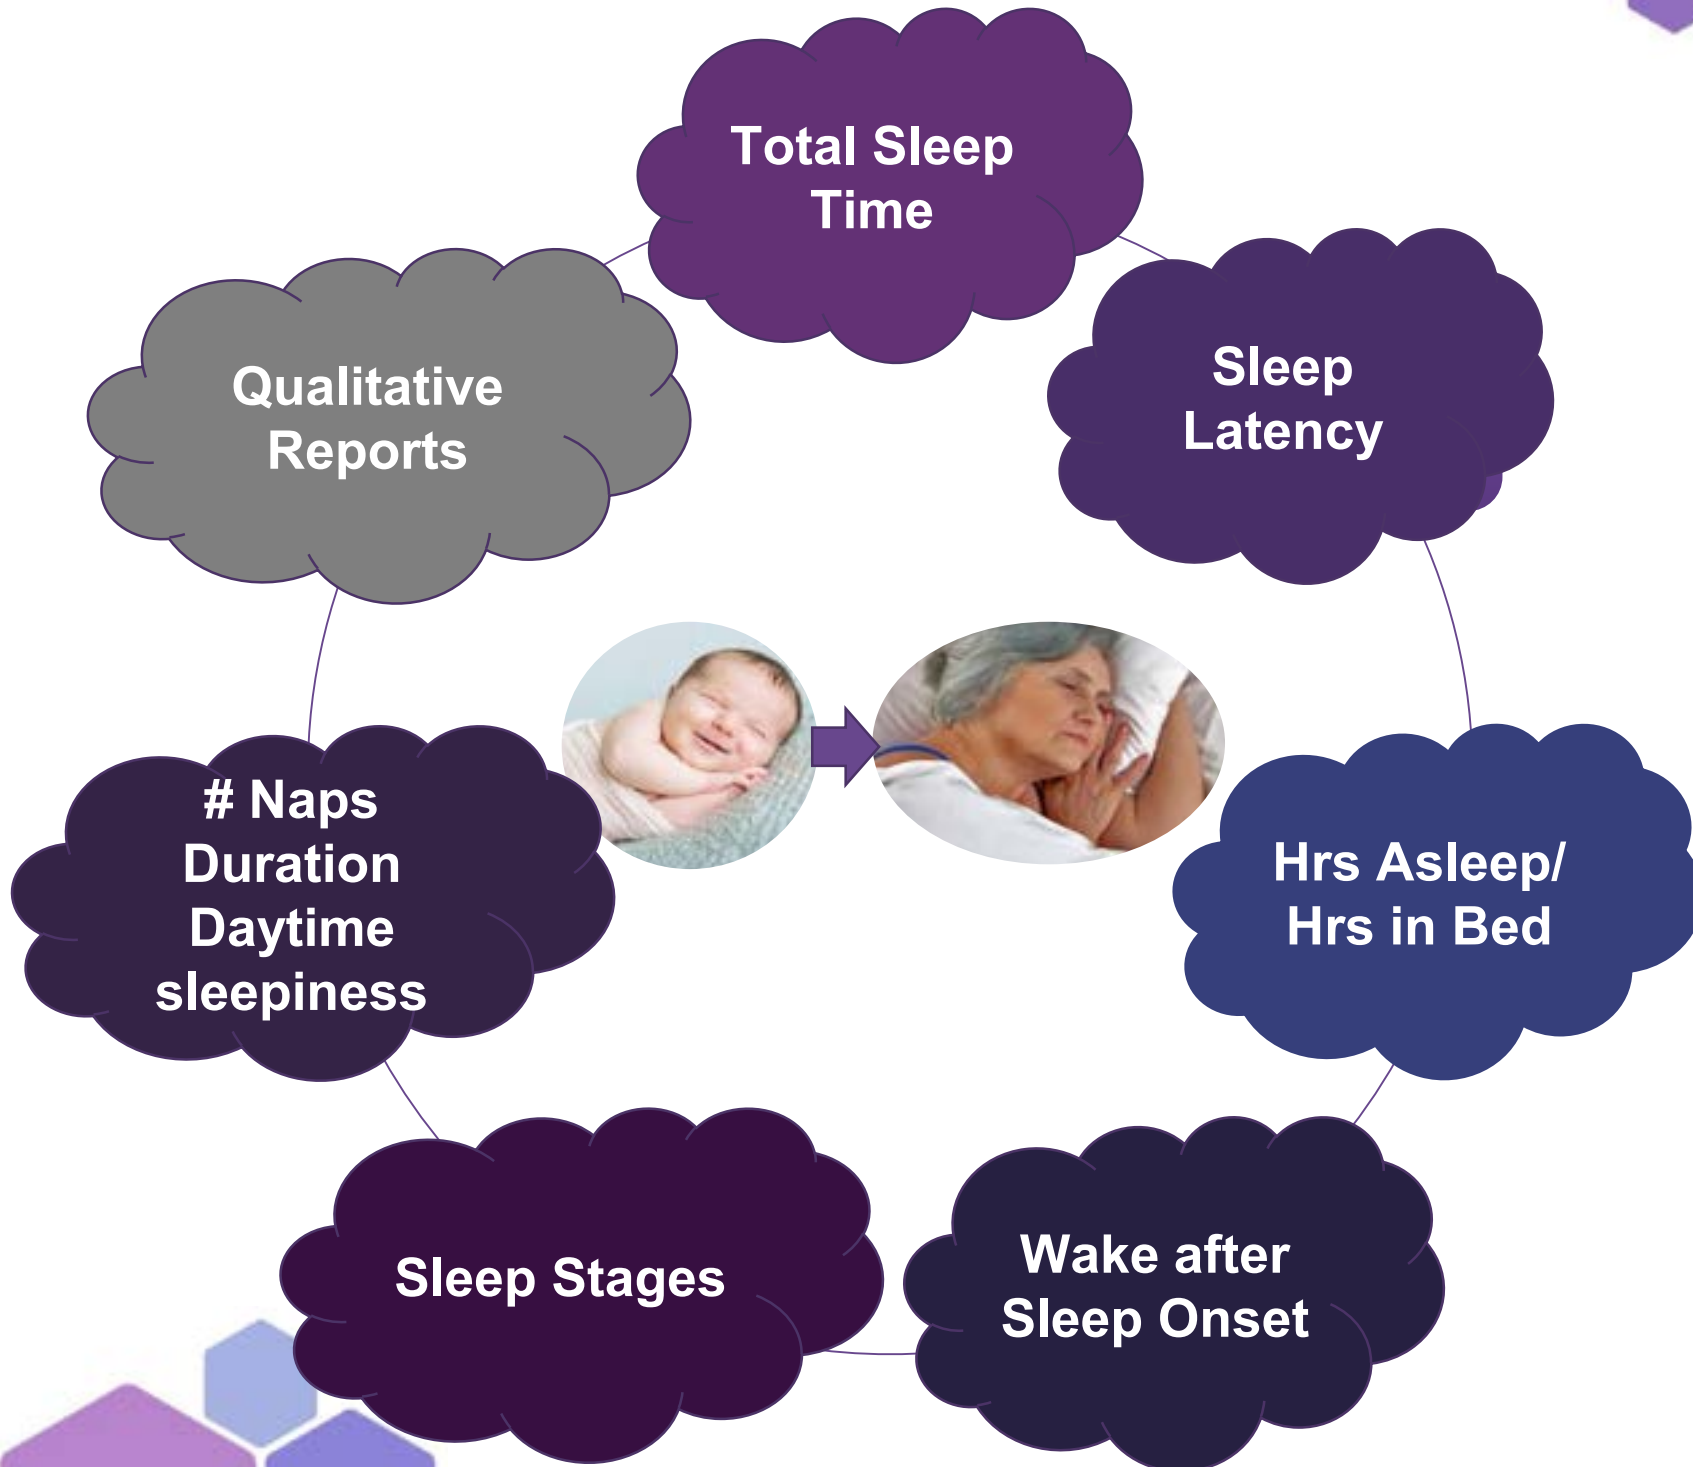 Total Sleep
Time
Sleep
Latency
Hrs Asleep/
Hrs in Bed
Wake after
Sleep Onset
Sleep Stages
# Naps
Duration
Daytime
sleepiness
Qualitative
Reports